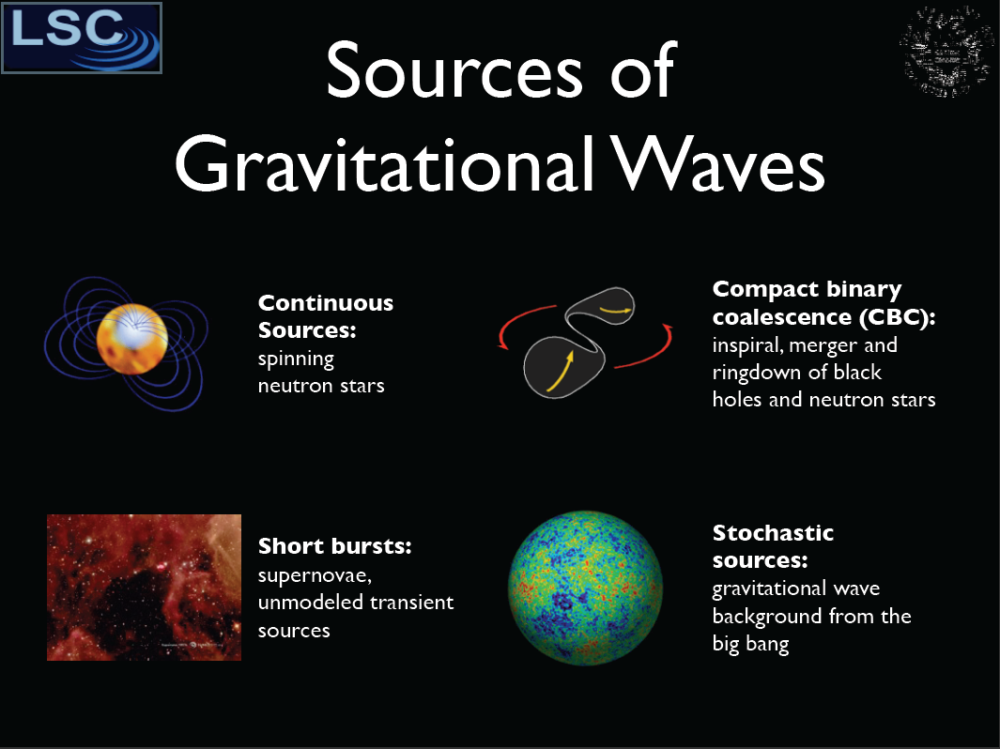 LSC
Sources of
Gravitational Waves
Continuous
Sources:
spinning
neutron stars
Compact binary
coalescence (CBC):
inspiral, merger and
ringdown of black
holes and neutron stars
Short bursts:
supernovae,
unmodeled transient
sources
Stochastic
sources:
gravitational wave
background from the
big bang